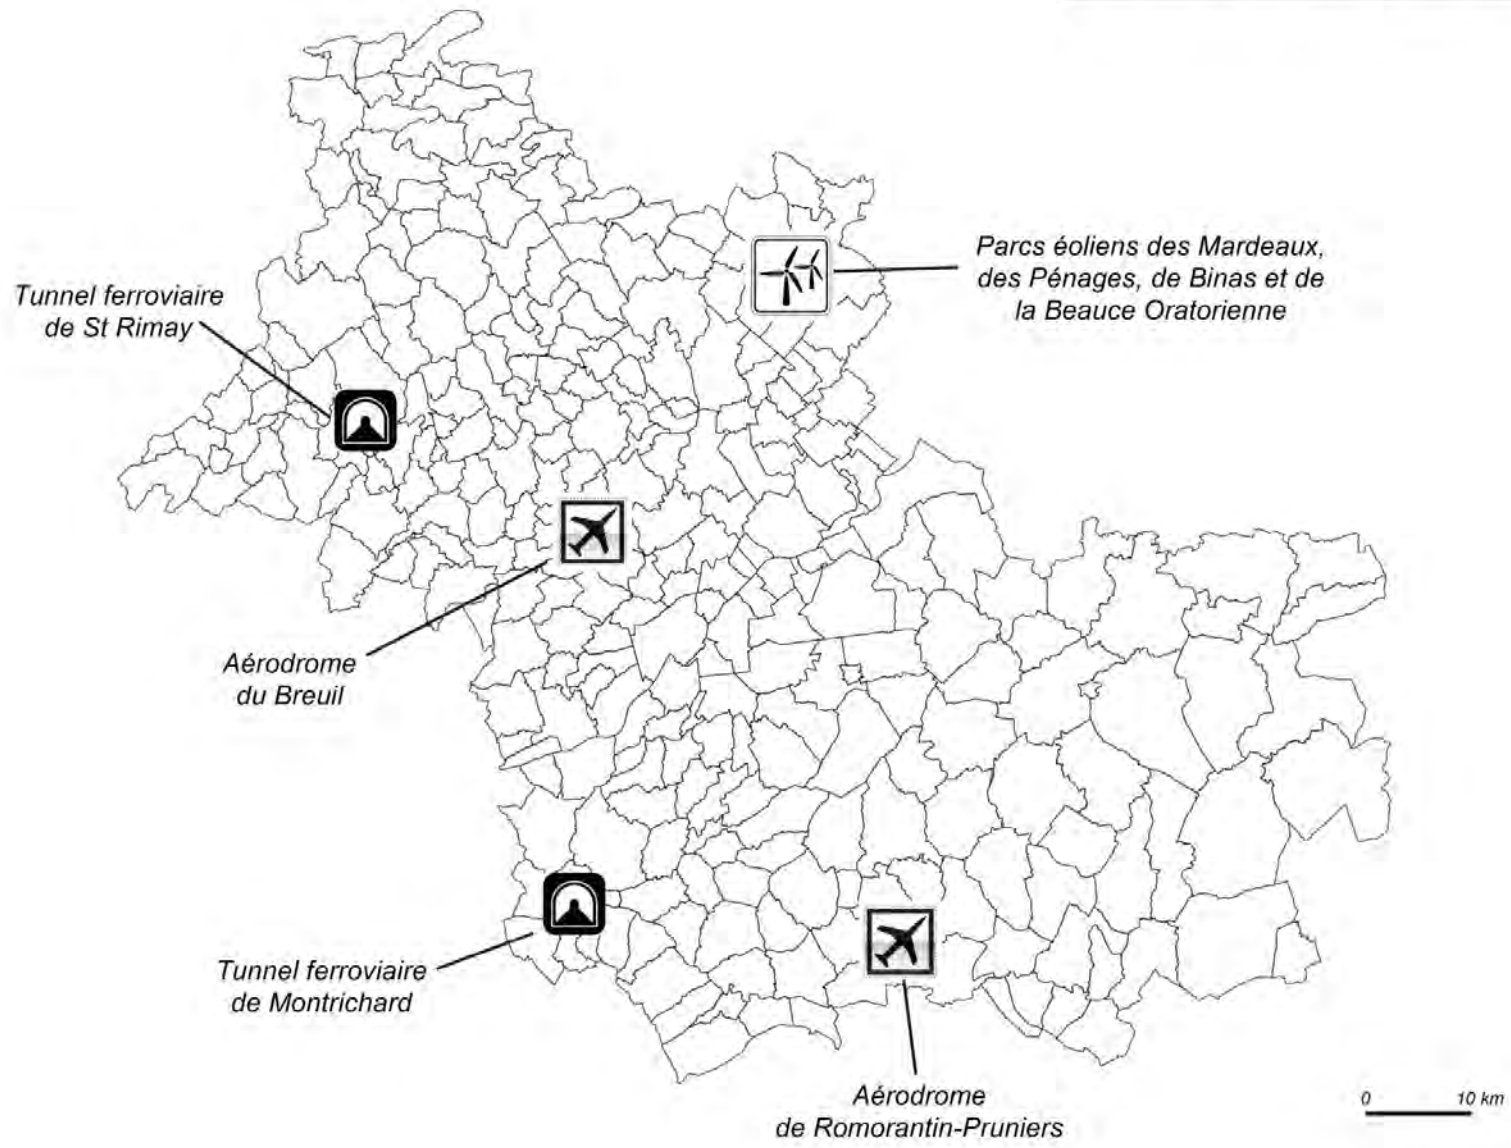 Parcs éoliens des Mardeaux,
des Pénages, de Binas et de
la Beauce Oratorienne
Tunnel ferroviaire
de St Rimay
Aérodrome
du Breuil
Tunnel ferroviaire
de Montrichard
Aérodrome
de Romorantin-Pruniers
0 10 km